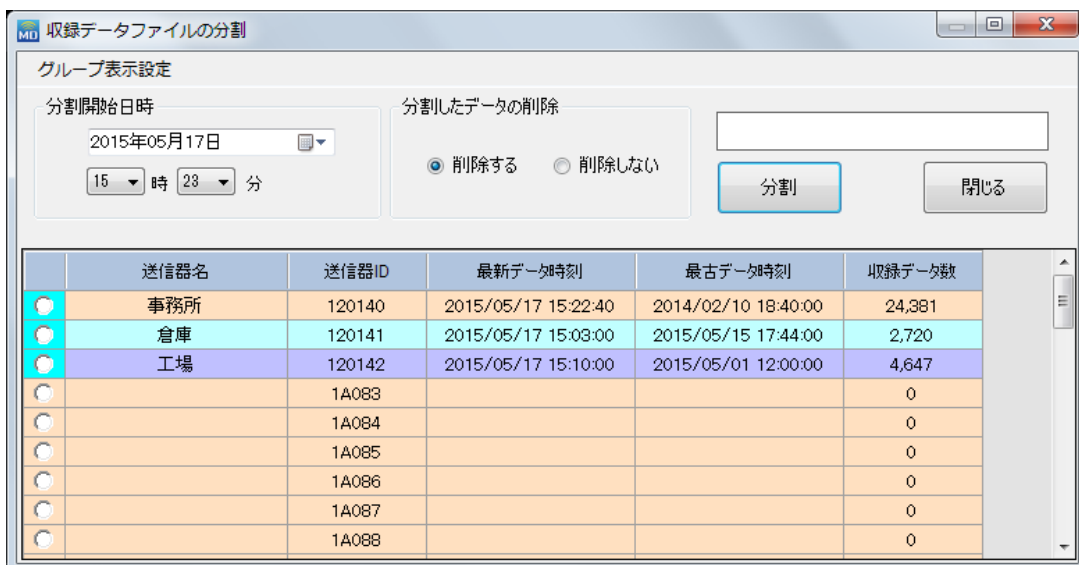 MD 収録データファイルの分割
グループ表示設定
分割開始日時
2015年05月17日
15 時 23 分
分割したデータの削除
削除する 削除しない
分割 閉じる
送信器名 送信器ID 最新データ時刻 最古データ時刻 収録データ数
事務所 120140 2015/05/17 15:22:40 2014/02/10 18:40:00 24,381
倉庫 120141 2015/05/17 15:03:00 2015/05/15 17:44:00 2,720
工場 120142 2015/05/17 15:10:00 2015/05/01 12:00:00 4,647
1A083 0
1A084 0
1A085 0
1A086 0
1A087 0
1A088 0